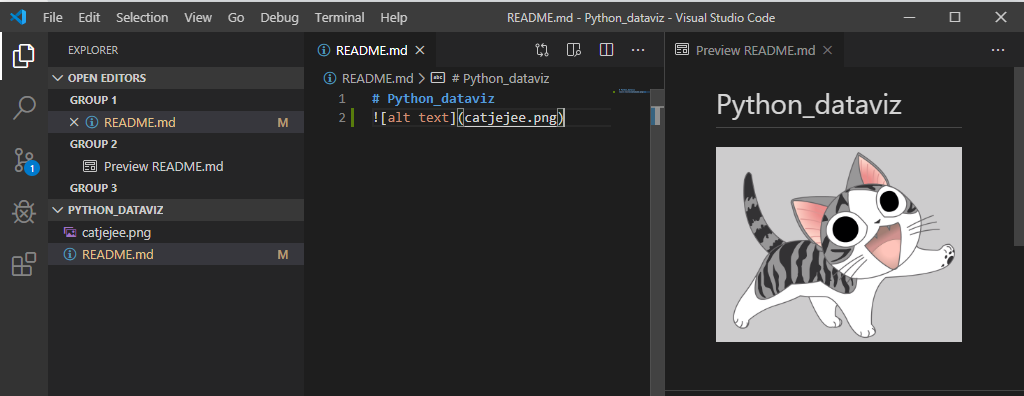 File Edit Selection View Go Debug Terminal Help README.md - Python_dataviz - Visual Studio Code
EXPLORER
OPEN EDITORS
GROUP 1
README.md M
GROUP 2
Preview README.md
GROUP 3
PYTHON_DATAVIZ
catjejee.png
README.md M
1
README.md
README.md > abc # Python_dataviz
1 # Python_dataviz
2 ![alt text](catjejee.png)
Preview README.md
Python_dataviz